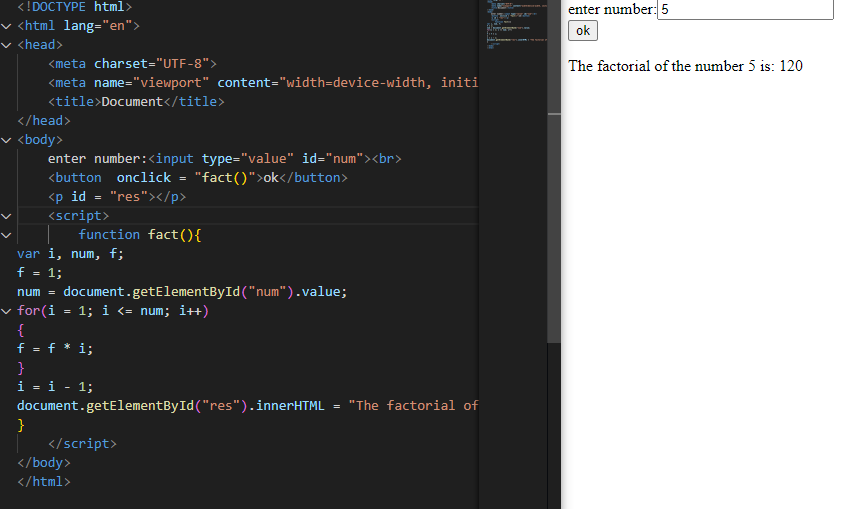 <!DOCTYPE html>
<html lang="en">
<head>
<meta charset="UTF-8">
<meta name="viewport" content="width=device-width, initi
<title>Document</title>
</head>
<body>
enter number:<input type="value" id="num"><br>
<button  onclick = "fact()">ok</button>
<p id = "res"></p>
<script>
function fact(){
var i, num, f;
f = 1;
num = document.getElementById("num").value;
for(i = 1; i <= num; i++)
{
f = f * i;
}
i = i - 1;
document.getElementById("res").innerHTML = "The factorial of
}
</script>
</body>
</html>
enter number:5
ok
The factorial of the number 5 is: 120